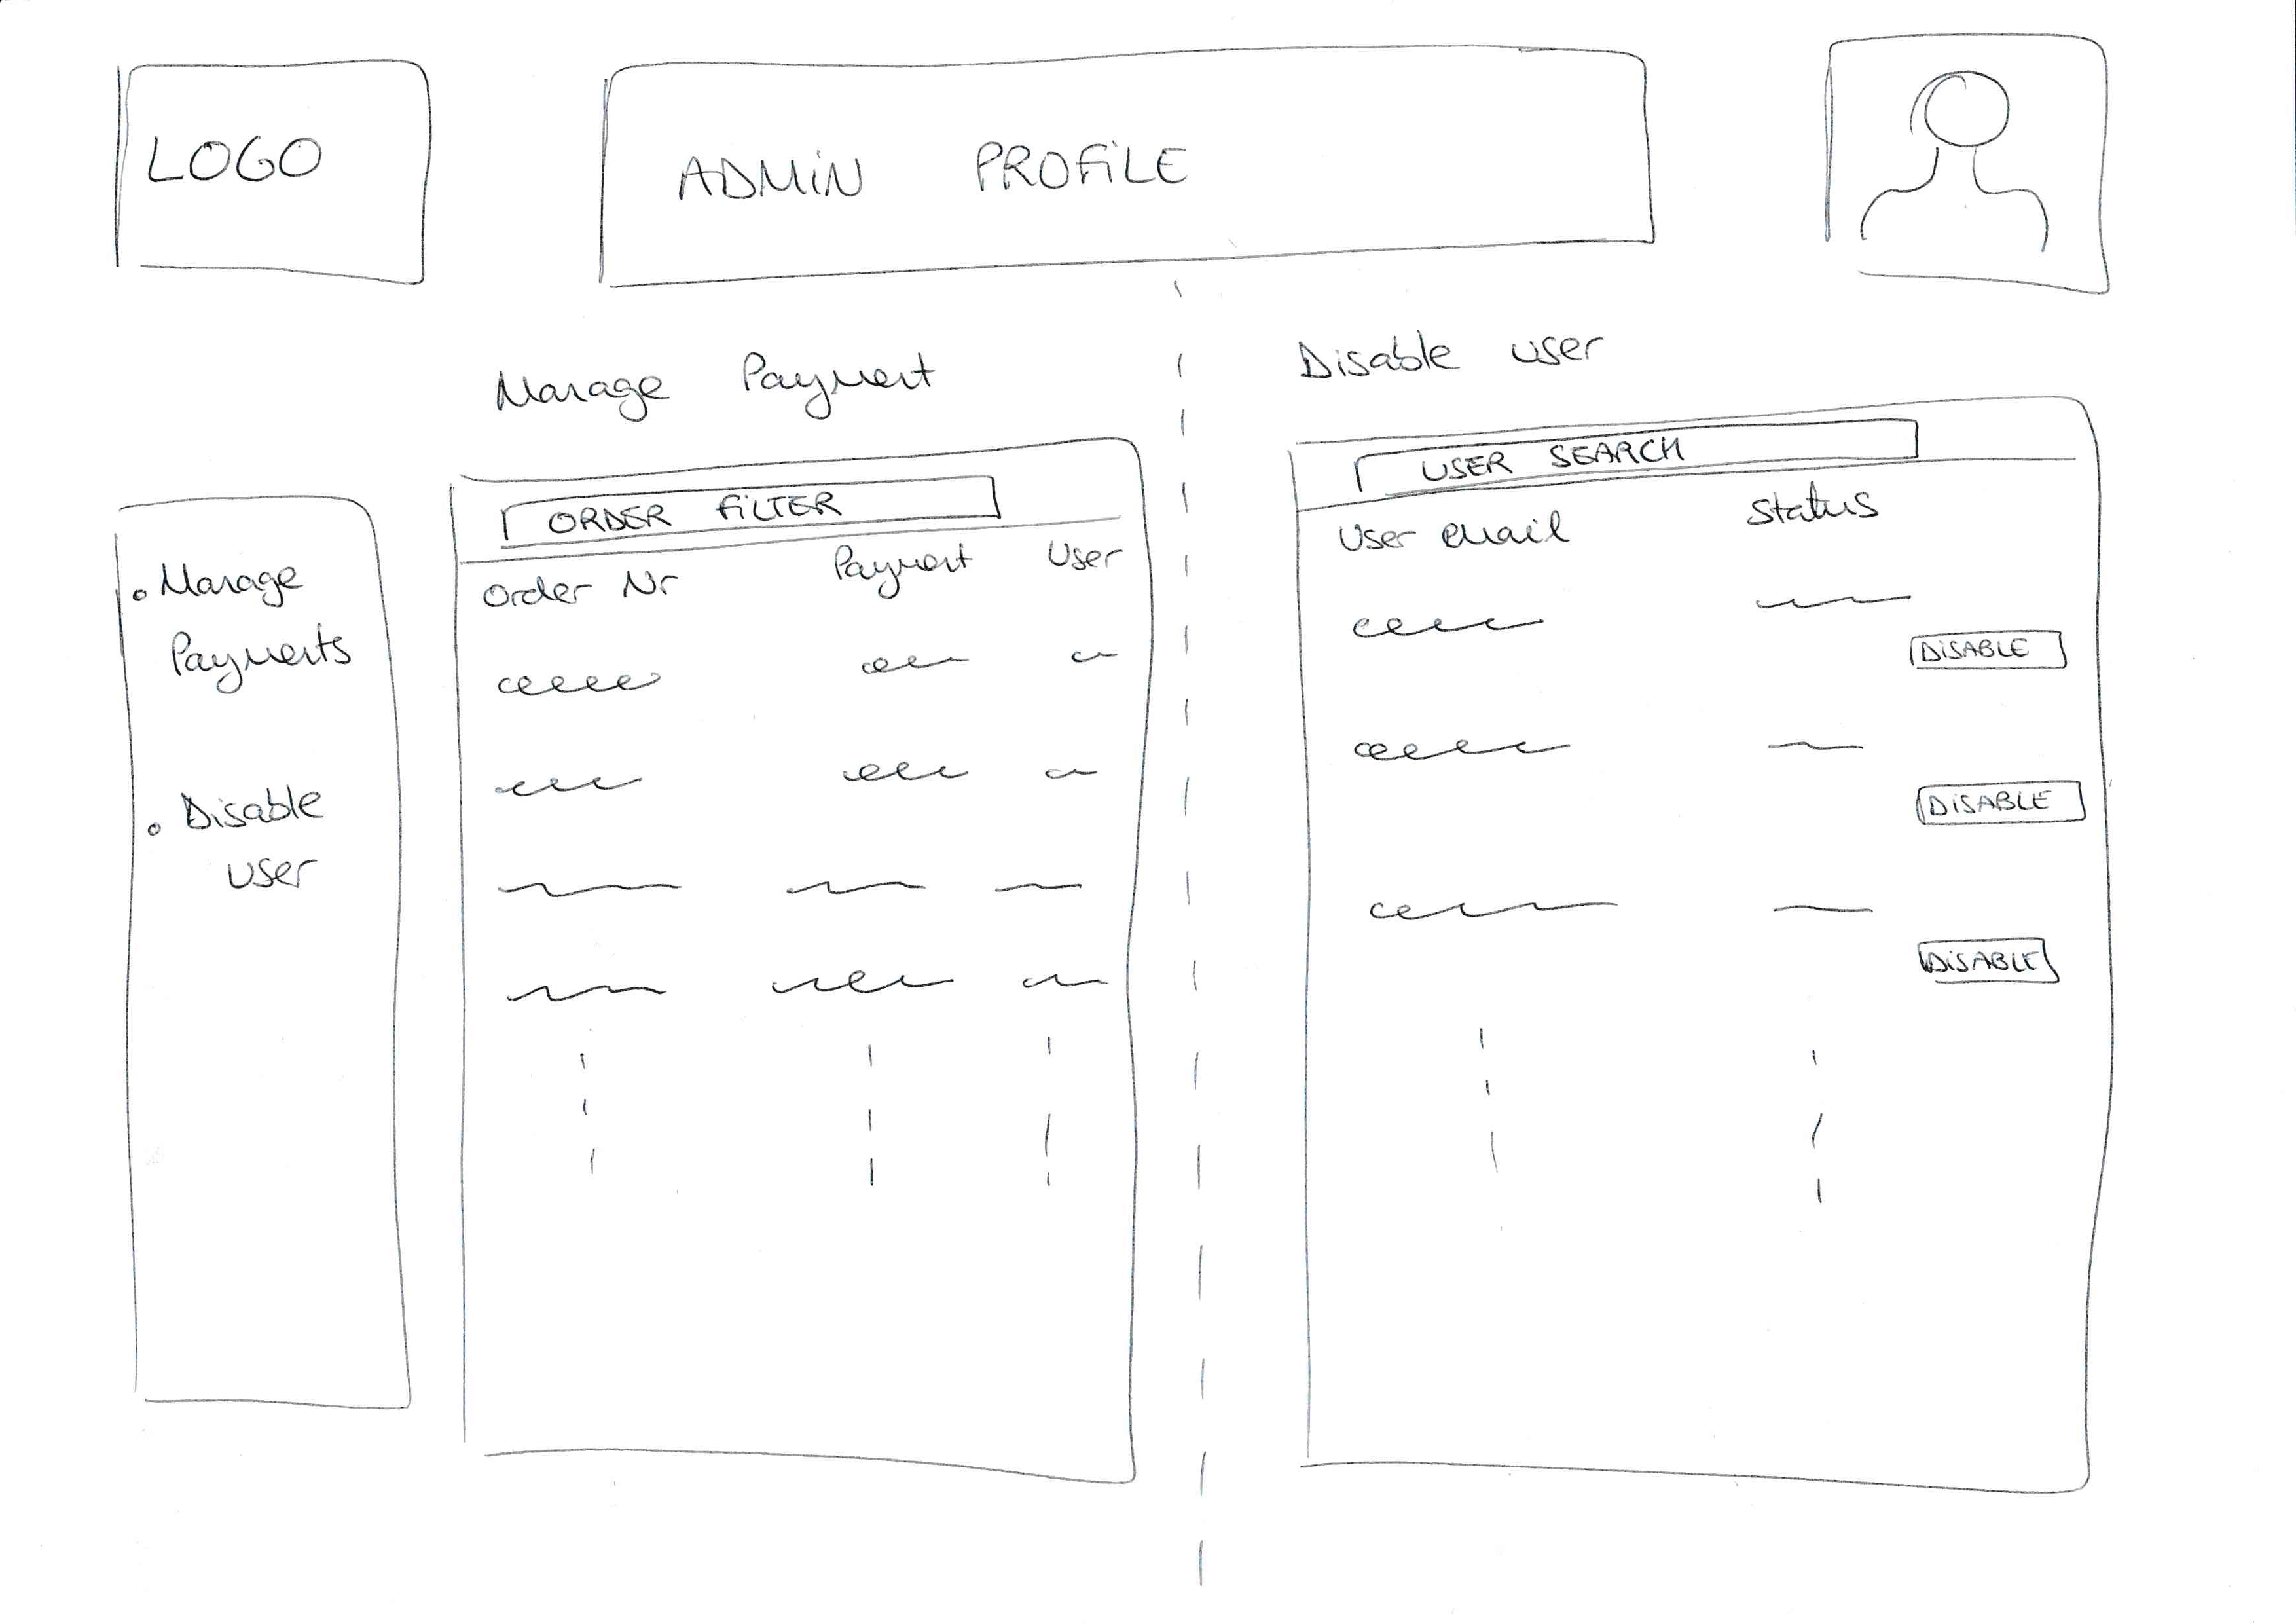 LOGO
ADMIN PROFILE
Manage Payment
Disable user
• Manage
Payments
• Disable
user
ORDER FILTER
Order Nr Payment User
USER SEARCH
User email Status
DISABLE
DISABLE
DISABLE